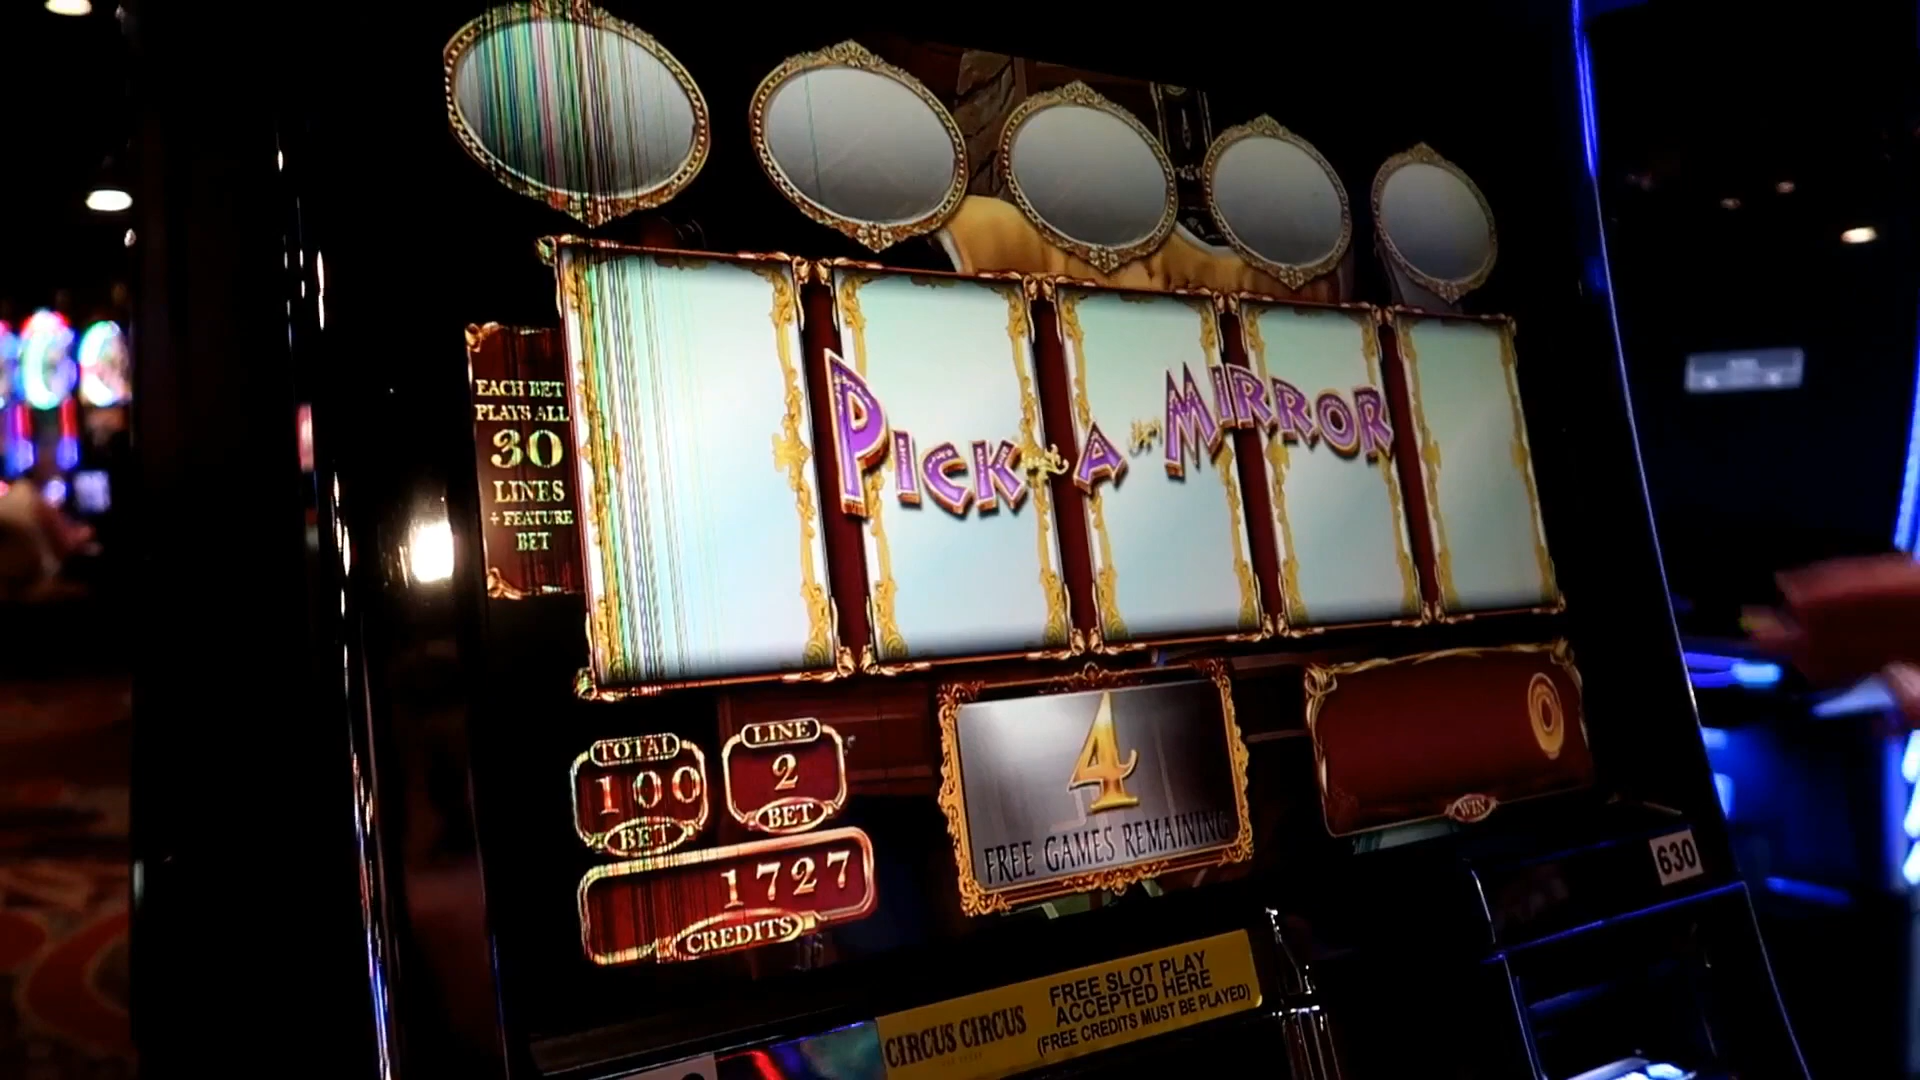 EACH BET
PLAYS ALL
30
LINES
+ FEATURE
BET
PICK-A-MIRROR
TOTAL
100
BET
LINE
2
BET
1727
CREDITS
4
FREE GAMES REMAINING
WIN
630
CIRCUS CIRCUS
FREE SLOT PLAY
ACCEPTED HERE
(FREE CREDITS MUST BE PLAYED)